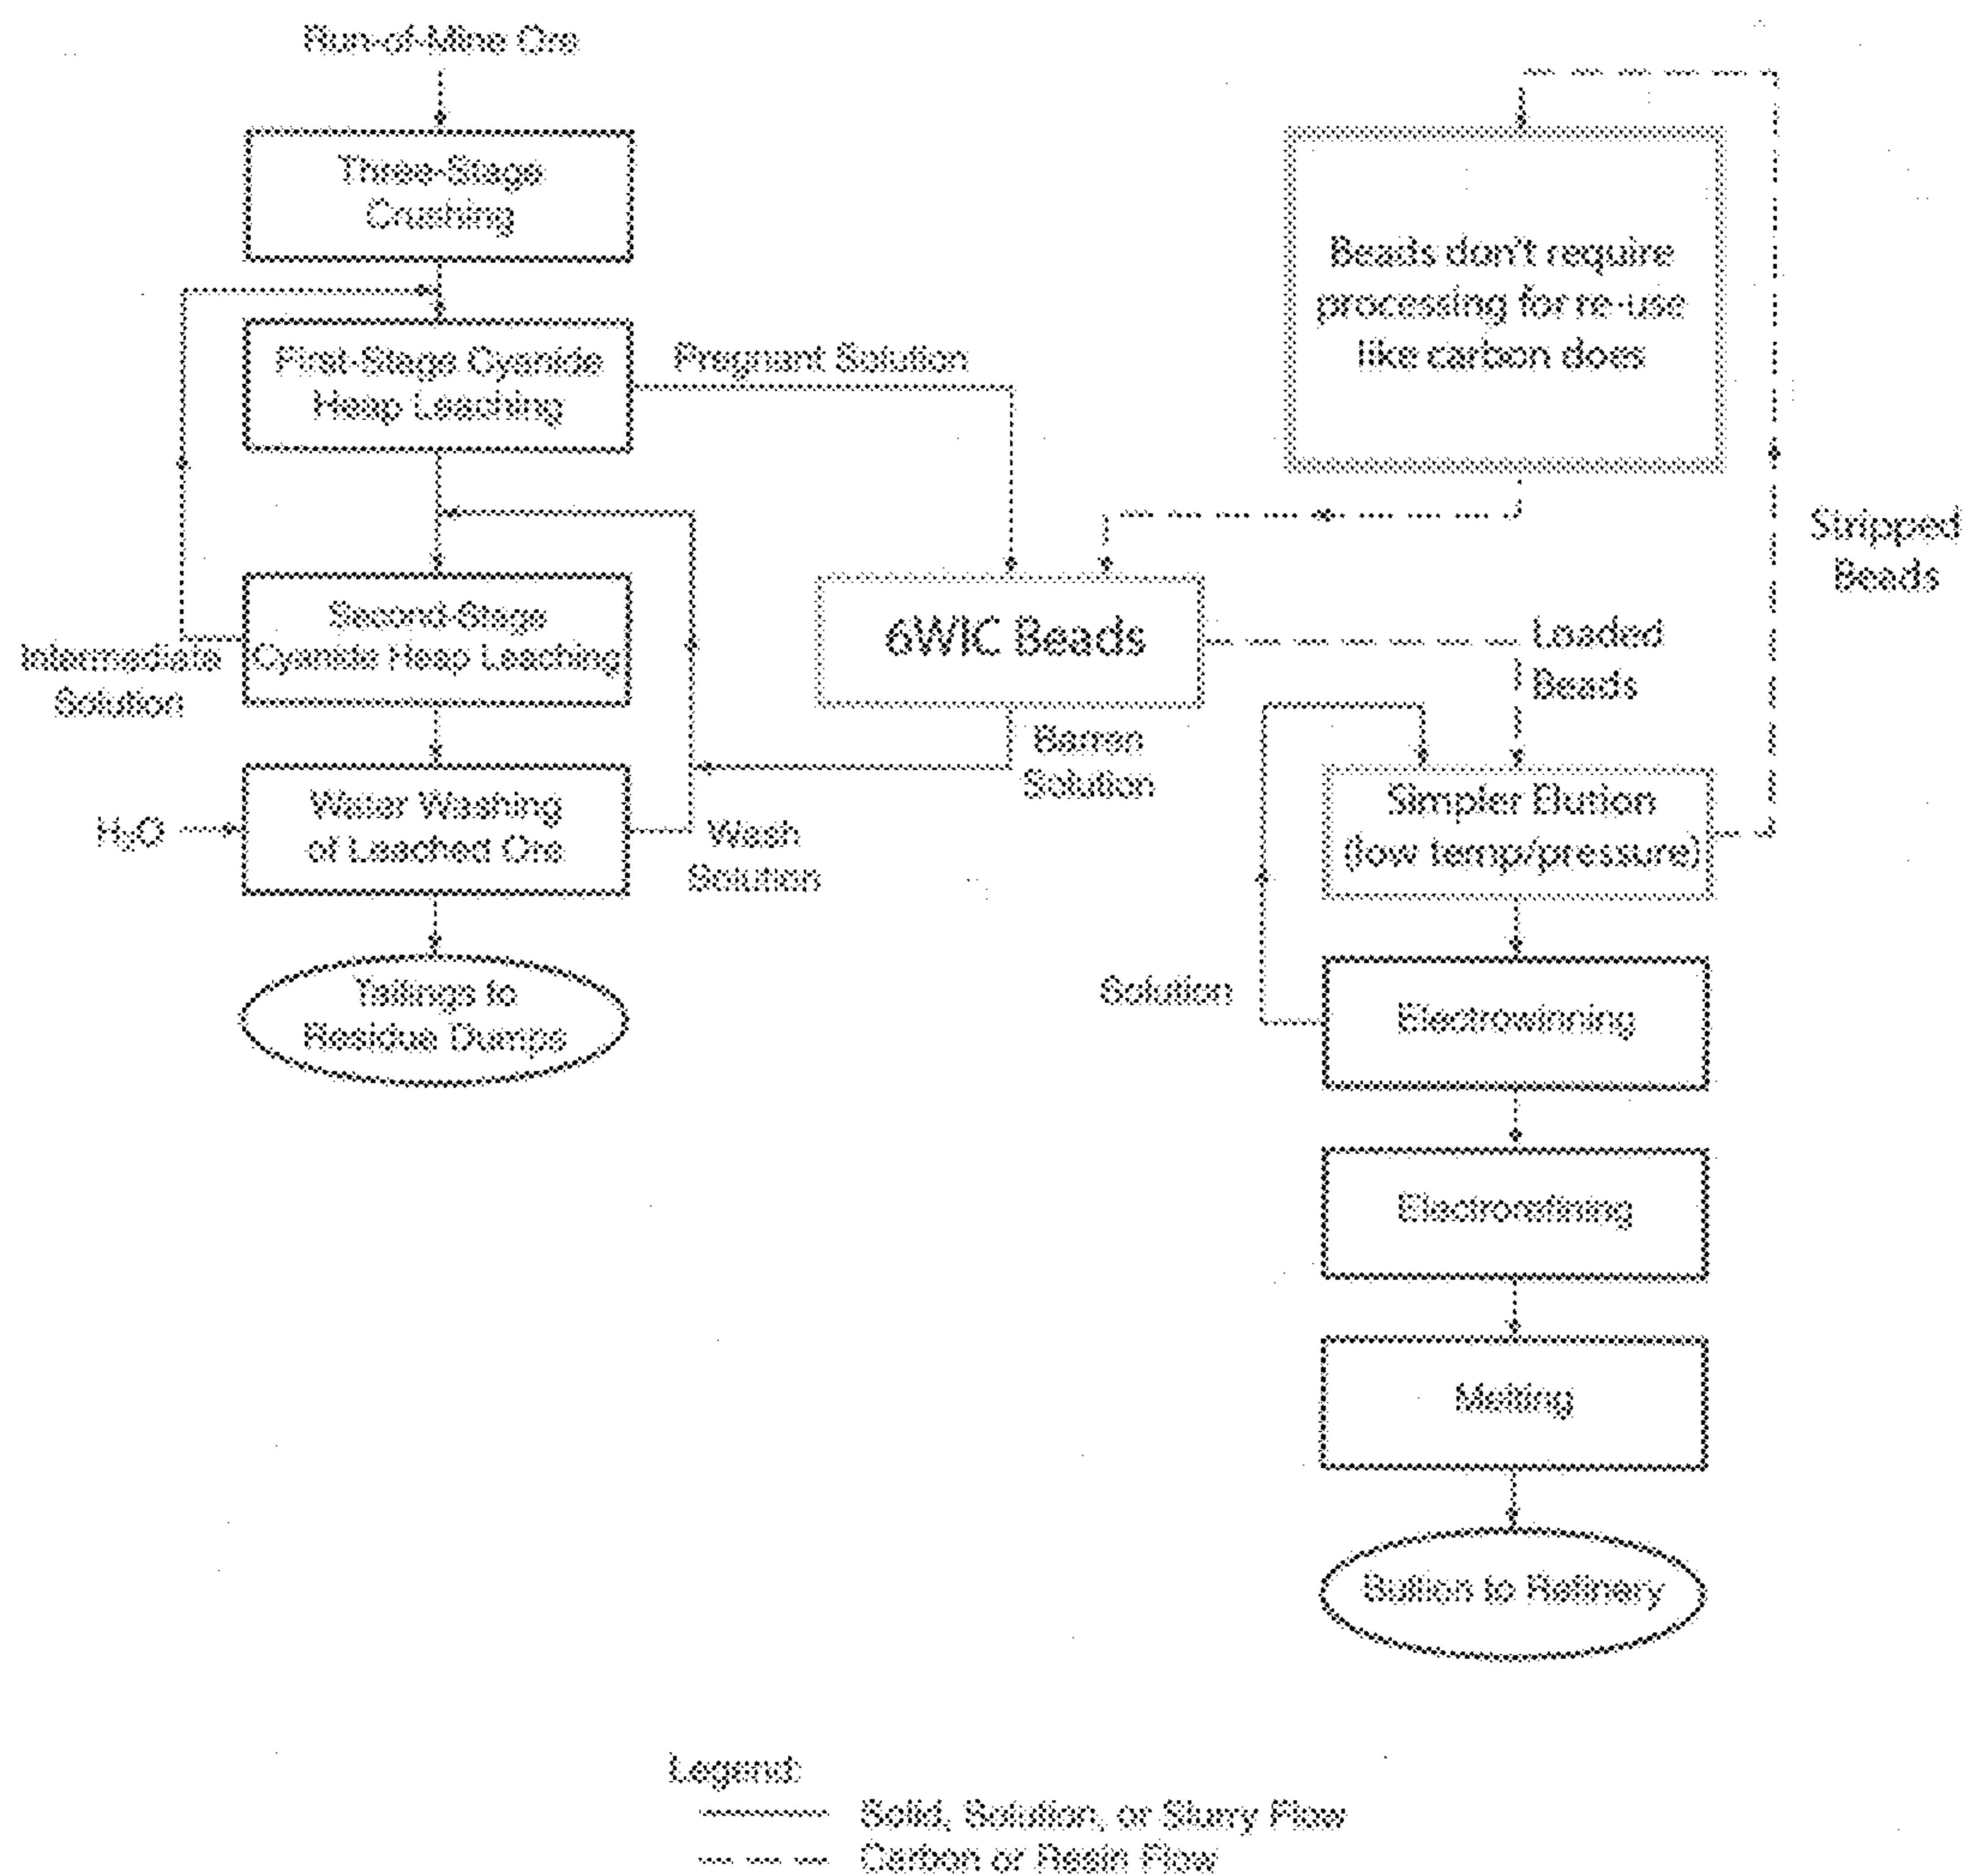 Run-of-Mine Ore
Three-Stage
Crushing
First-Stage Cyanide
Heap Leaching
Pregnant Solution
Beads don't require
processing for re-use
like carbon does
Stripped
Beads
Second-Stage
Cyanide Heap Leaching
Intermediate
Solution
6WIC Beads
Loaded
Beads
Barren
Solution
Water Washing
of Leached Ore
H₂O
Wash
Solution
Simpler Elution
(low temp/pressure)
Tailings to
Residue Dumps
Solution
Electrowinning
Electrorefining
Melting
Bullion to Refinery
Legend:
Solid, Solution, or Slurry Flow
Carbon or Resin Flow